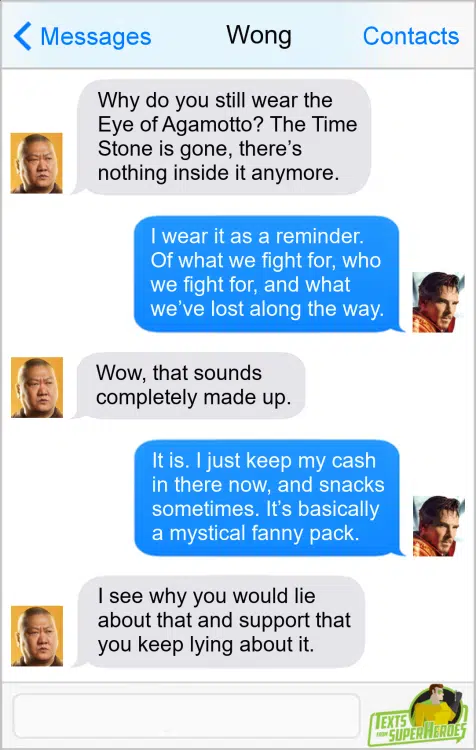 Messages
Wong
Contacts
Why do you still wear the
Eye of Agamotto? The Time
Stone is gone, there’s
nothing inside it anymore.
I wear it as a reminder.
Of what we fight for, who
we fight for, and what
we’ve lost along the way.
Wow, that sounds
completely made up.
It is. I just keep my cash
in there now, and snacks
sometimes. It’s basically
a mystical fanny pack.
I see why you would lie
about that and support that
you keep lying about it.
TEXTS
FROM SUPERHEROES